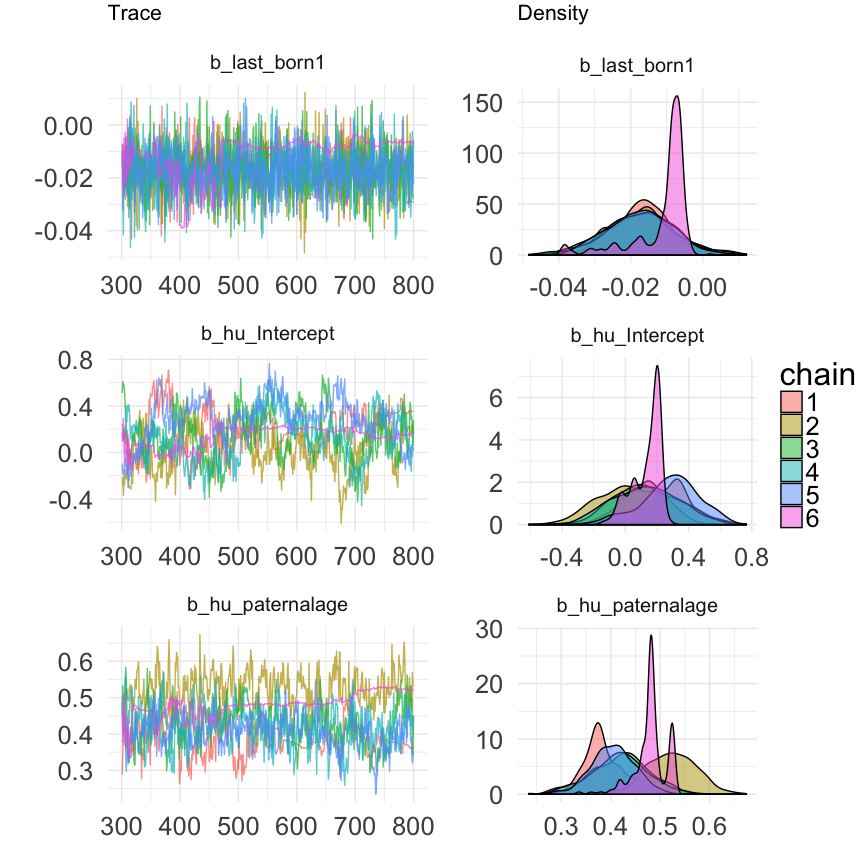 Trace
Density
b_last_born1
b_last_born1
0.00
-0.02
-0.04
300 400 500 600 700 800
150
100
50
0
-0.04 -0.02 0.00
b_hu_Intercept
b_hu_Intercept
0.8
0.4
0.0
-0.4
300 400 500 600 700 800
6
4
2
0
-0.4 0.0 0.4 0.8
chain
1
2
3
4
5
6
b_hu_paternalage
b_hu_paternalage
0.6
0.5
0.4
0.3
300 400 500 600 700 800
30
20
10
0
0.3 0.4 0.5 0.6